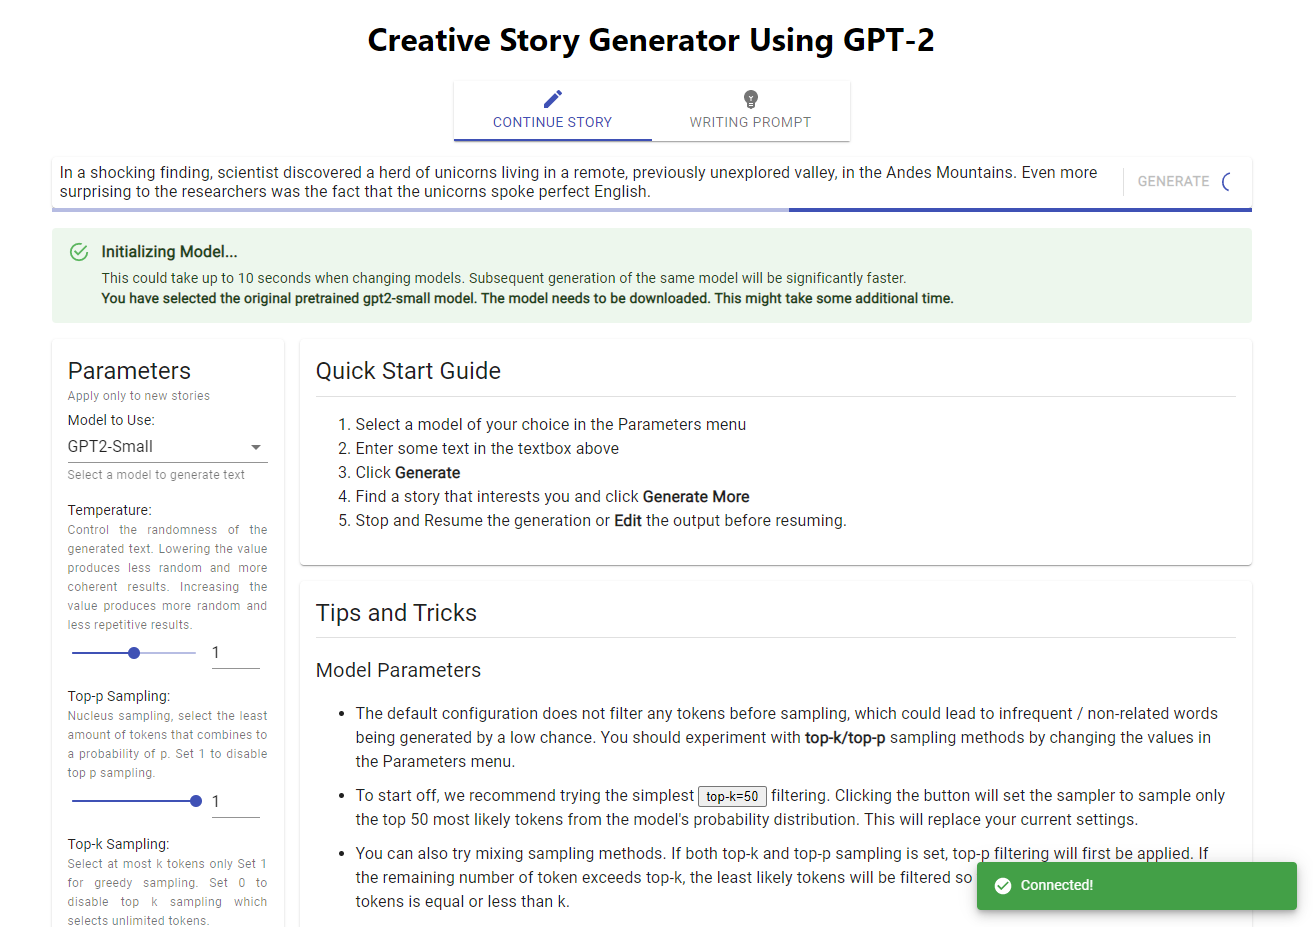 Creative Story Generator Using GPT-2
CONTINUE STORY
WRITING PROMPT
In a shocking finding, scientist discovered a herd of unicorns living in a remote, previously unexplored valley, in the Andes Mountains. Even more
surprising to the researchers was the fact that the unicorns spoke perfect English.
GENERATE
Initializing Model...
This could take up to 10 seconds when changing models. Subsequent generation of the same model will be significantly faster.
You have selected the original pretrained gpt2-small model. The model needs to be downloaded. This might take some additional time.
Parameters
Apply only to new stories
Model to Use:
GPT2-Small
Select a model to generate text
Temperature:
Control the randomness of the
generated text. Lowering the value
produces less random and more
coherent results. Increasing the
value produces more random and
less repetitive results.
1
Top-p Sampling:
Nucleus sampling, select the least
amount of tokens that combines to
a probability of p. Set 1 to disable
top p sampling.
1
Top-k Sampling:
Select at most k tokens only Set 1
for greedy sampling. Set 0 to
disable top k sampling which
selects unlimited tokens.
Quick Start Guide
1. Select a model of your choice in the Parameters menu
2. Enter some text in the textbox above
3. Click Generate
4. Find a story that interests you and click Generate More
5. Stop and Resume the generation or Edit the output before resuming.
Tips and Tricks
Model Parameters
• The default configuration does not filter any tokens before sampling, which could lead to infrequent / non-related words
being generated by a low chance. You should experiment with top-k/top-p sampling methods by changing the values in
the Parameters menu.
• To start off, we recommend trying the simplest top-k=50 filtering. Clicking the button will set the sampler to sample only
the top 50 most likely tokens from the model's probability distribution. This will replace your current settings.
• You can also try mixing sampling methods. If both top-k and top-p sampling is set, top-p filtering will first be applied. If
the remaining number of token exceeds top-k, the least likely tokens will be filtered so
tokens is equal or less than k.
Connected!